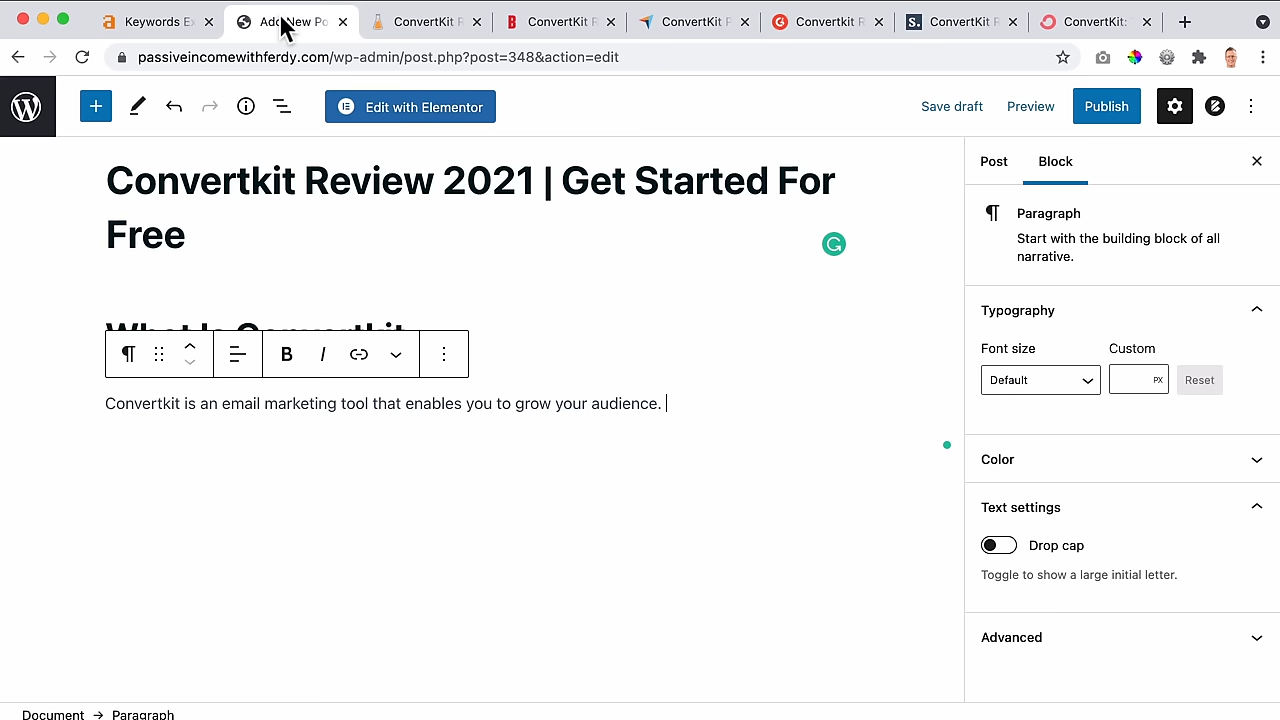 Keywords Ex
Add New Po
ConvertKit R
ConvertKit R
ConvertKit R
Convertkit R
ConvertKit R
ConvertKit:
passiveincomewithferdy.com/wp-admin/post.php?post=348&action=edit
Edit with Elementor
Save draft
Preview
Publish
Convertkit Review 2021 | Get Started For
Free
What Is Convertkit
B I
Convertkit is an email marketing tool that enables you to grow your audience.
Post
Block
Paragraph
Start with the building block of all
narrative.
Typography
Font size
Custom
Default
PX
Reset
Color
Text settings
Drop cap
Toggle to show a large initial letter.
Advanced
Document → Paragraph